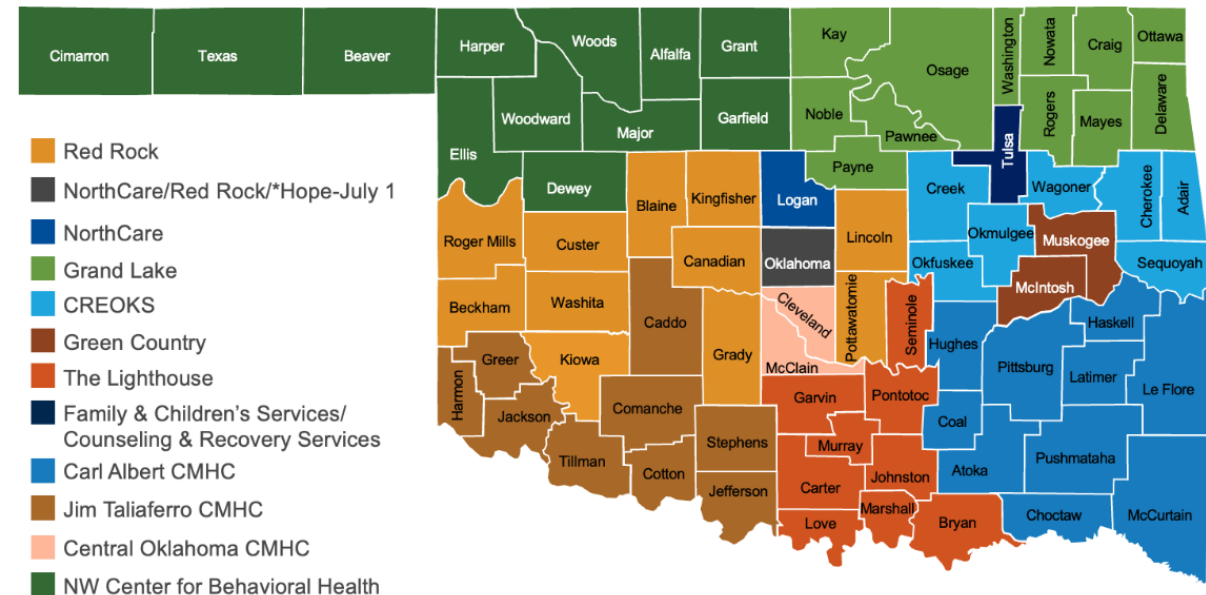 Cimarron
Texas
Beaver
Harper
Woods
Alfalfa
Grant
Kay
Osage
Washington
Nowata
Craig
Ottawa
Ellis
Woodward
Major
Garfield
Noble
Pawnee
Rogers
Mayes
Delaware
Dewey
Blaine
Kingfisher
Logan
Payne
Creek
Tulsa
Wagoner
Cherokee
Adair
Roger Mills
Custer
Canadian
Oklahoma
Lincoln
Okmulgee
Muskogee
Okfuskee
McIntosh
Sequoyah
Beckham
Washita
Caddo
Grady
Cleveland
McClain
Pottawatomie
Seminole
Hughes
Pittsburg
Haskell
Latimer
Le Flore
Harmon
Greer
Kiowa
Jackson
Comanche
Garvin
Pontotoc
Coal
Tillman
Cotton
Stephens
Murray
Johnston
Atoka
Pushmataha
Jefferson
Carter
Love
Marshall
Bryan
Choctaw
McCurtain
Red Rock
NorthCare/Red Rock/*Hope-July 1
NorthCare
Grand Lake
CREOKS
Green Country
The Lighthouse
Family & Children's Services/
Counseling & Recovery Services
Carl Albert CMHC
Jim Taliaferro CMHC
Central Oklahoma CMHC
NW Center for Behavioral Health